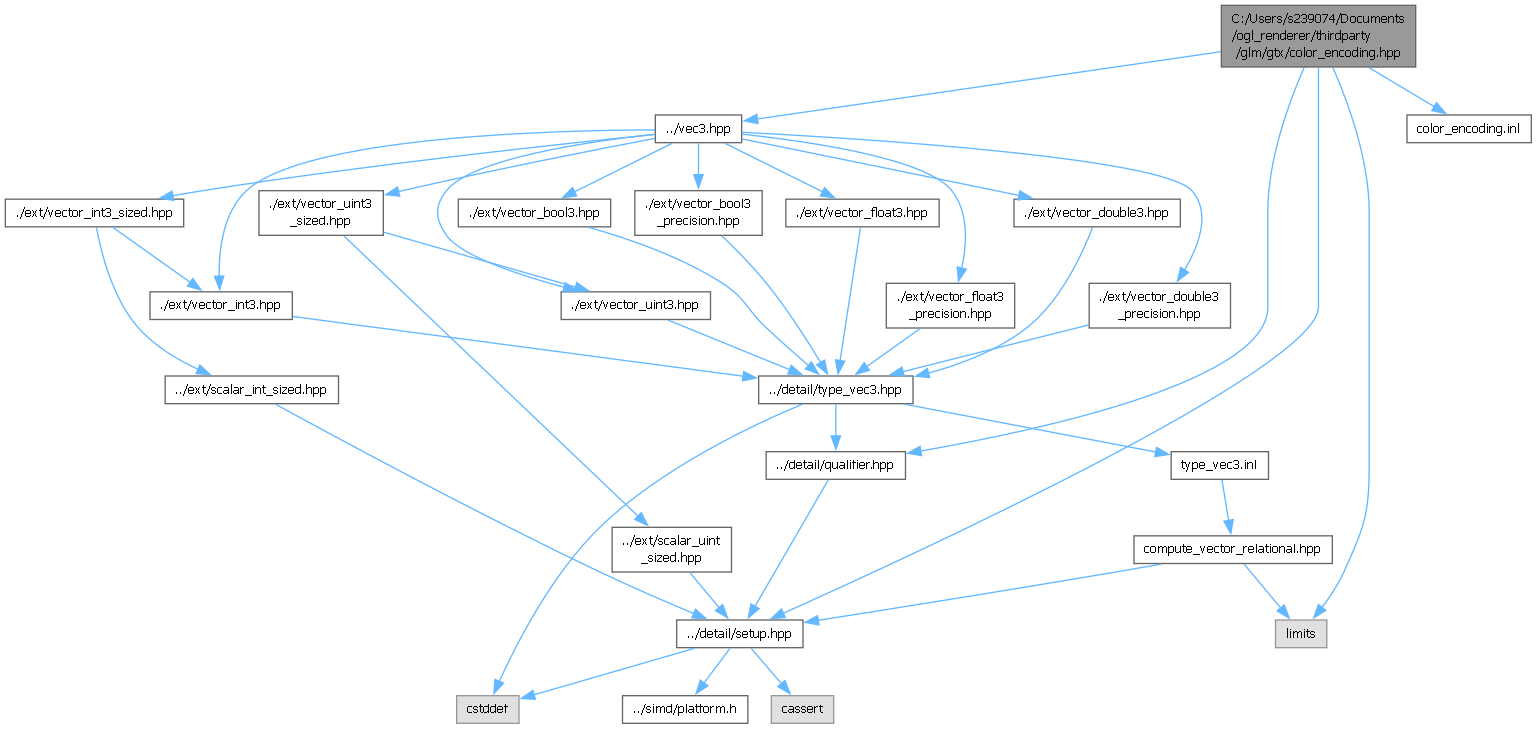 C:/Users/s239074/Documents
/ogl_renderer/thirdparty
/glm/gtx/color_encoding.hpp
../vec3.hpp
color_encoding.inl
./ext/vector_int3_sized.hpp
./ext/vector_uint3
_sized.hpp
./ext/vector_bool3.hpp
./ext/vector_bool3
_precision.hpp
./ext/vector_float3.hpp
./ext/vector_double3.hpp
./ext/vector_int3.hpp
./ext/vector_uint3.hpp
./ext/vector_float3
_precision.hpp
./ext/vector_double3
_precision.hpp
../ext/scalar_int_sized.hpp
../detail/type_vec3.hpp
../detail/qualifier.hpp
type_vec3.inl
../ext/scalar_uint
_sized.hpp
compute_vector_relational.hpp
../detail/setup.hpp
limits
cstddef
../simd/platform.h
cassert